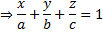 ⇒ x/a + y/b + z/c = 1